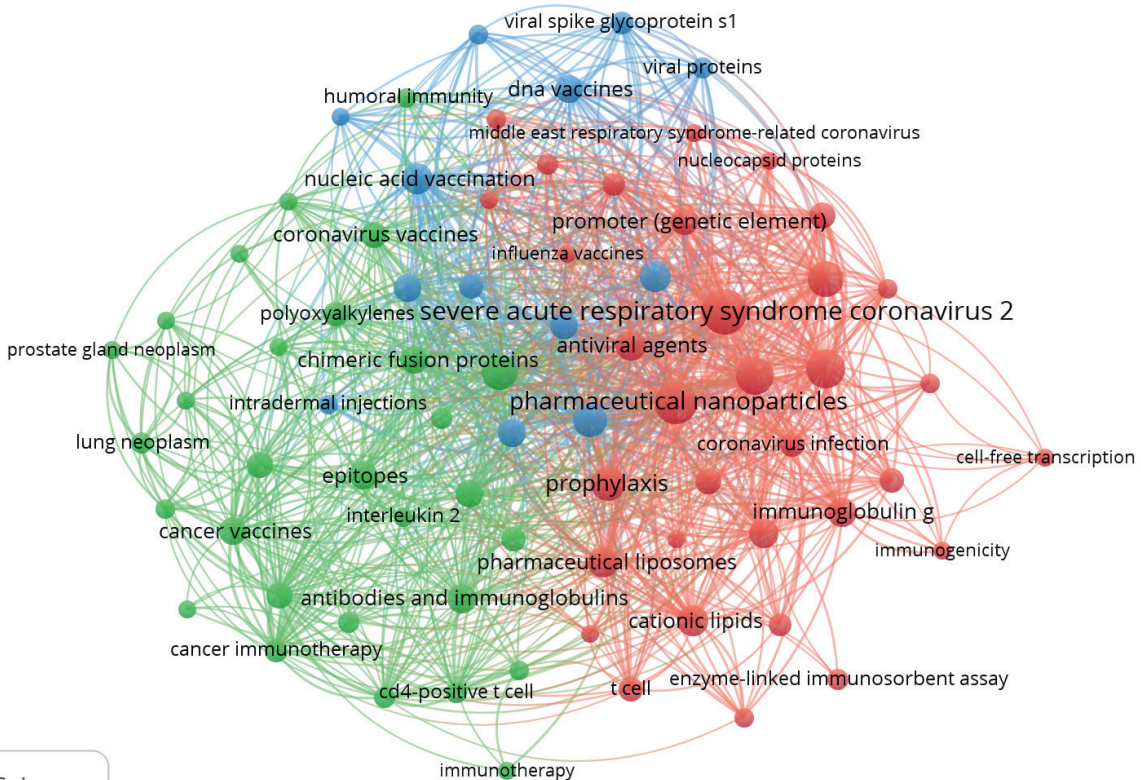 viral spike glycoprotein s1
viral proteins
dna vaccines
humoral immunity
middle east respiratory syndrome-related coronavirus
nucleocapsid proteins
nucleic acid vaccination
promoter (genetic element)
coronavirus vaccines
influenza vaccines
polyoxyalkylenes
severe acute respiratory syndrome coronavirus 2
antiviral agents
prostate gland neoplasm
chimeric fusion proteins
intradermal injections
pharmaceutical nanoparticles
lung neoplasm
coronavirus infection
cell-free transcription
epitopes
prophylaxis
interleukin 2
immunoglobulin g
cancer vaccines
immunogenicity
pharmaceutical liposomes
antibodies and immunoglobulins
cationic lipids
cancer immunotherapy
enzyme-linked immunosorbent assay
cd4-positive t cell
t cell
immunotherapy